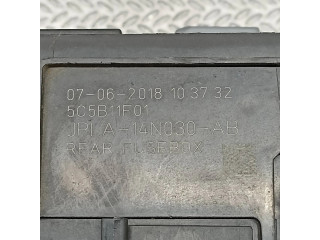 07-06-2018 10 37 32
5C5B11F01
JPLA-14N030-AB
REAR FUSEBOX